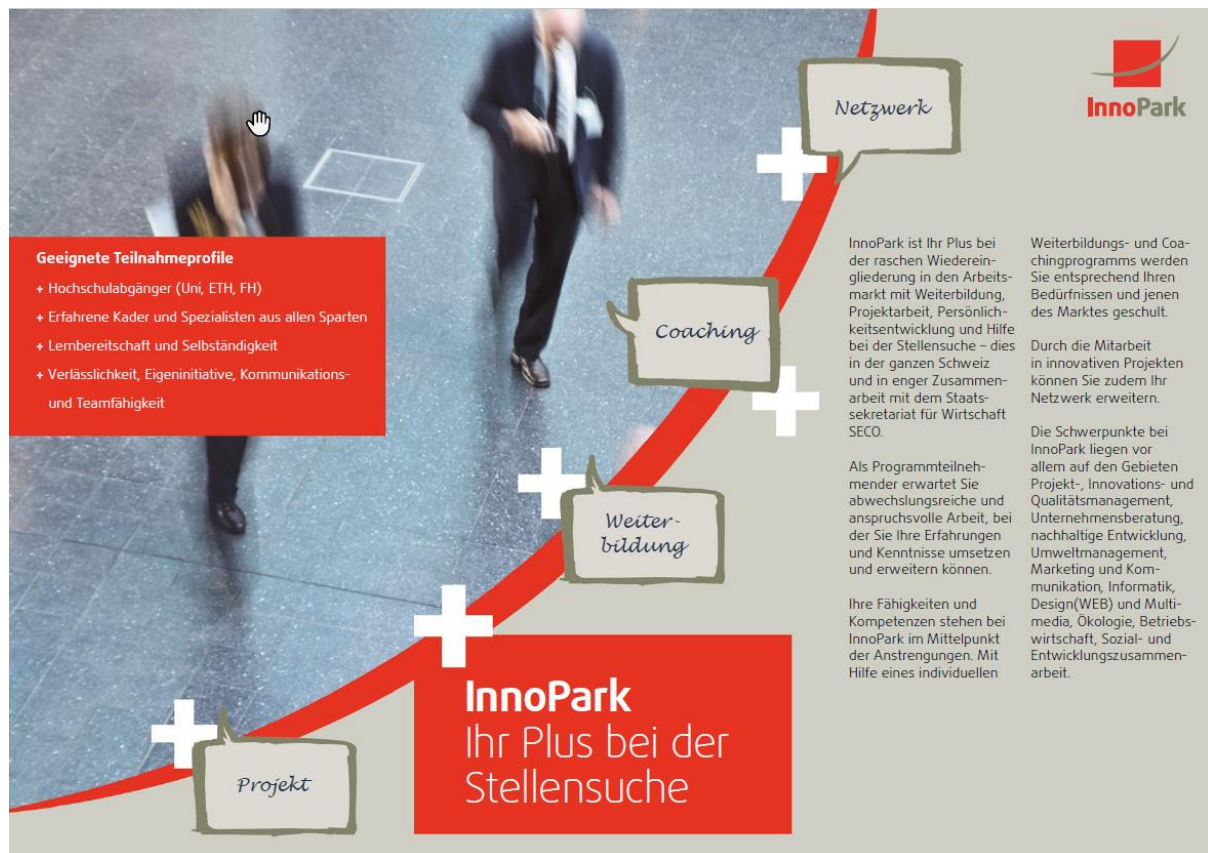 Netzwerk
InnoPark
Geeignete Teilnahmeprofile
+ Hochschulabgänger (Uni, ETH, FH)
+ Erfahrene Kader und Spezialisten aus allen Sparten
+ Lernbereitschaft und Selbständigkeit
+ Verlässlichkeit, Eigeninitiative, Kommunikations-
und Teamfähigkeit
Coaching
Weiter-
bildung
Projekt
InnoPark
Ihr Plus bei der
Stellensuche
InnoPark ist Ihr Plus bei
der raschen Wiederein-
gliederung in den Arbeits-
markt mit Weiterbildung,
Projektarbeit, Persönlich-
keitsentwicklung und Hilfe
bei der Stellensuche – dies
in der ganzen Schweiz
und in enger Zusammen-
arbeit mit dem Staats-
sekretariat für Wirtschaft
SECO.
Als Programmteilneh-
mender erwartet Sie
abwechslungsreiche und
anspruchsvolle Arbeit, bei
der Sie Ihre Erfahrungen
und Kenntnisse umsetzen
und erweitern können.
Ihre Fähigkeiten und
Kompetenzen stehen bei
InnoPark im Mittelpunkt
der Anstrengungen. Mit
Hilfe eines individuellen
Weiterbildungs- und Coa-
chingprogramms werden
Sie entsprechend Ihren
Bedürfnissen und jenen
des Marktes geschult.
Durch die Mitarbeit
in innovativen Projekten
können Sie zudem Ihr
Netzwerk erweitern.
Die Schwerpunkte bei
InnoPark liegen vor
allem auf den Gebieten
Projekt-, Innovations- und
Qualitätsmanagement,
Unternehmensberatung,
nachhaltige Entwicklung,
Umweltmanagement,
Marketing und Kom-
munikation, Informatik,
Design(WEB) und Multi-
media, Ökologie, Betriebs-
wirtschaft, Sozial- und
Entwicklungszusammen-
arbeit.